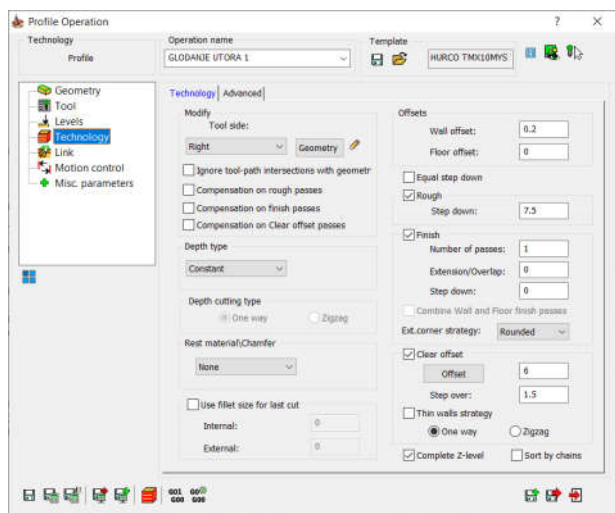 Profile Operation
Technology
Profile
Operation name
GLODANJE UTORA 1
Template
HURCO TMX10MYS
Geometry
Tool
Levels
Technology
Link
Motion control
Misc. parameters
Technology Advanced
Modify
Tool side:
Right
Geometry
Ignore tool-path intersections with geometr
Compensation on rough passes
Compensation on finish passes
Compensation on Clear offset passes
Depth type
Constant
Depth cutting type
One way Zigzag
Rest material\Chamfer
None
Use fillet size for last cut
Internal: 0
External: 0
Offsets
Wall offset: 0.2
Floor offset: 0
Equal step down
Rough
Step down: 7.5
Finish
Number of passes: 1
Extension/Overlap: 0
Step down: 0
Combine Wall and Floor finish passes
Ext.corner strategy: Rounded
Clear offset
Offset 6
Step over: 1.5
Thin walls strategy
One way Zigzag
Complete Z-level Sort by chains
G01 G0
G00 G00